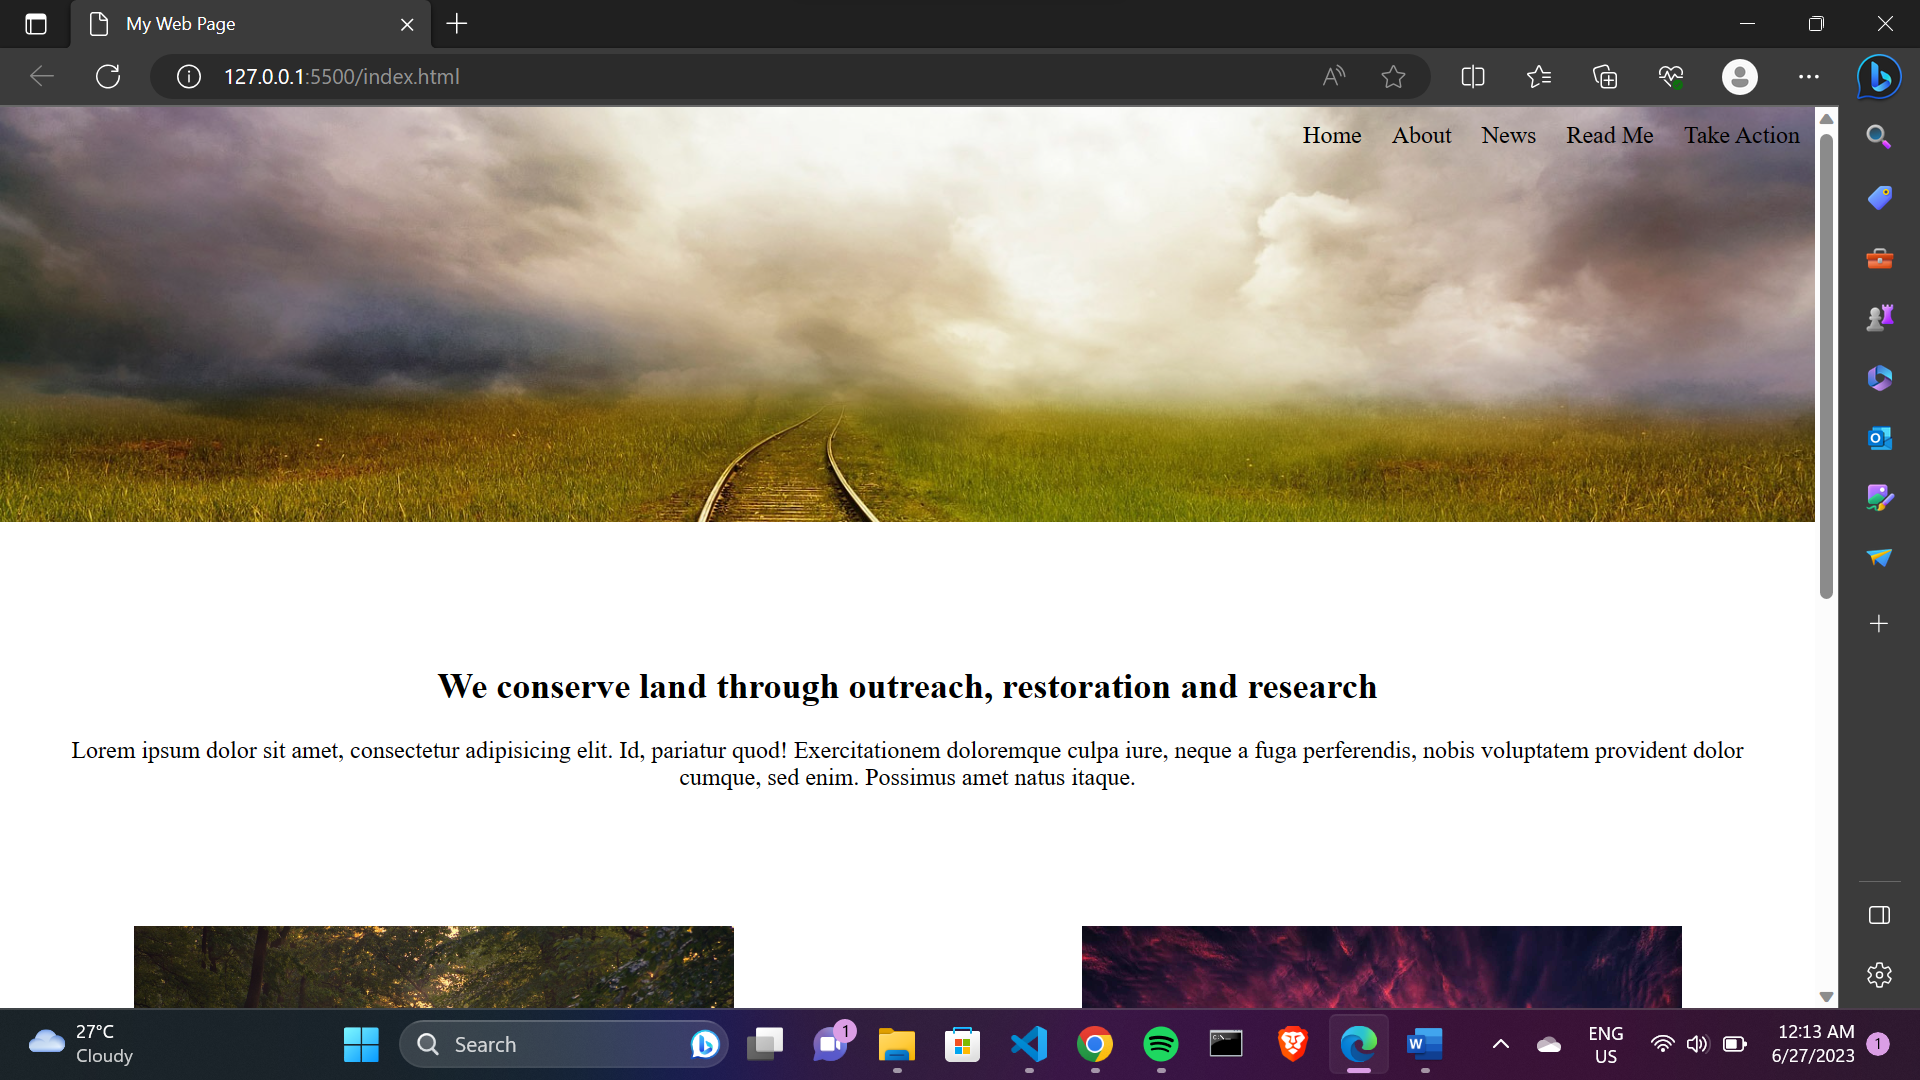 My Web Page
127.0.0.1:5500/index.html
Home About News Read Me Take Action
We conserve land through outreach, restoration and research
Lorem ipsum dolor sit amet, consectetur adipisicing elit. Id, pariatur quod! Exercitationem doloremque culpa iure, neque a fuga perferendis, nobis voluptatem provident dolor
cumque, sed enim. Possimus amet natus itaque.
27°C
Cloudy
Search
1
ENG
US
12:13 AM
6/27/2023
1